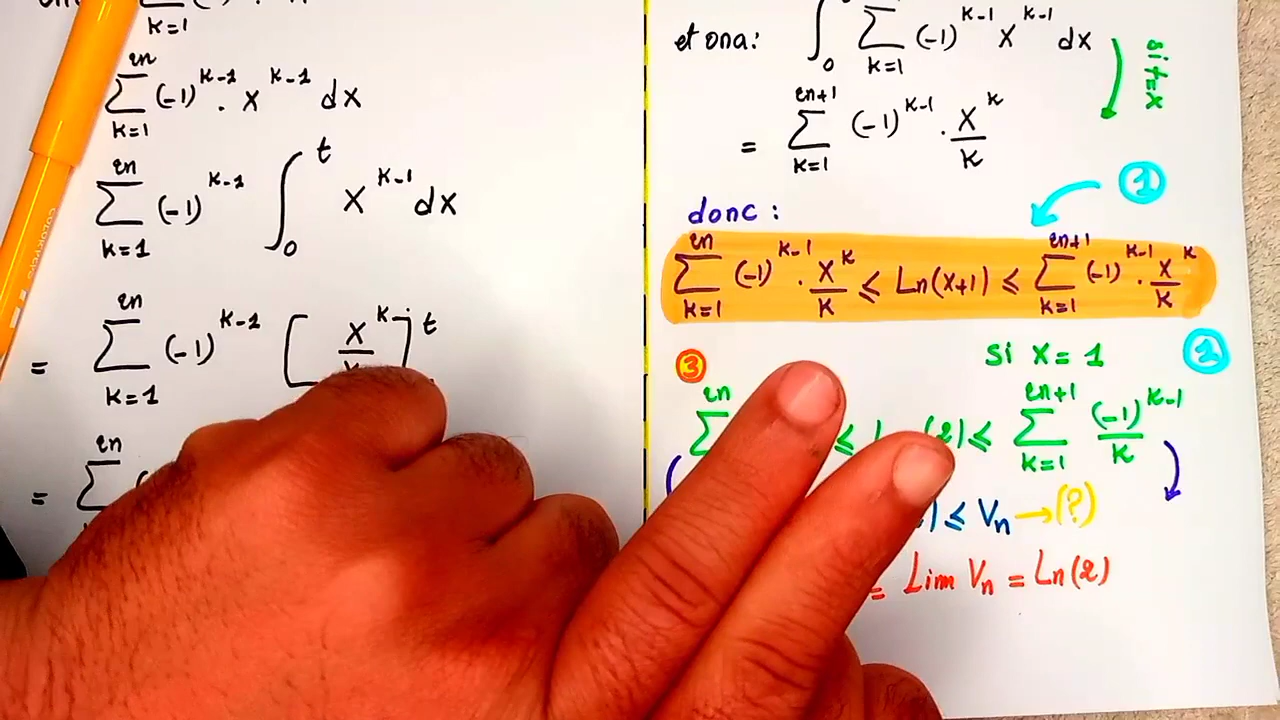 ∑_{k=1}^{2n} (-1)^{k-1} . x^{k-1} dx
∑_{k=1}^{2n} (-1)^{k-1} ∫_0^t x^{k-1} dx
= ∑_{k=1}^{2n} (-1)^{k-1} [ x^k ]^t
= ∑^{2n}
et ona: ∫_0 ∑_{k=1} (-1)^{k-1} x^{k-1} dx
si t=x
= ∑_{k=1}^{2n+1} (-1)^{k-1} . x^k/k
1
donc :
∑_{k=1}^{2n} (-1)^{k-1} . x^k/k ≤ Ln(x+1) ≤ ∑_{k=1}^{2n+1} (-1)^{k-1} . x^k/k
si x = 1
2
3
∑^{2n} ≤ L (2) ≤ ∑_{k=1}^{2n+1} (-1)^{k-1}/k
) ≤ Vn → (?)
= Lim Vn = Ln(2)